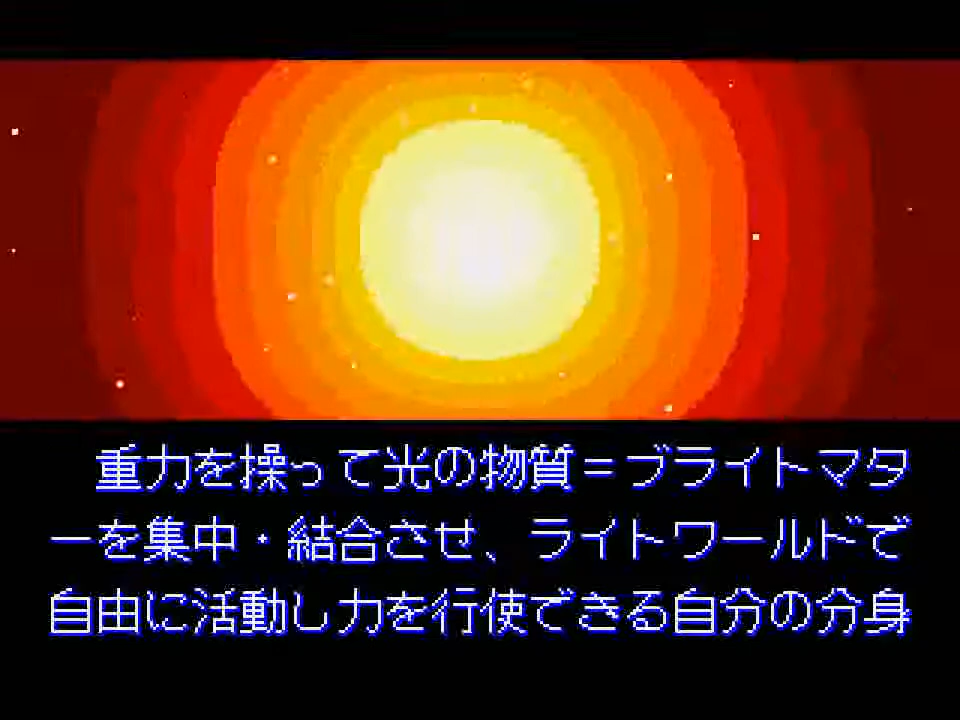 重力を操って光の物質＝ブライトマタ
ーを集中・結合させ、ライトワールドで
自由に活動し力を行使できる自分の分身